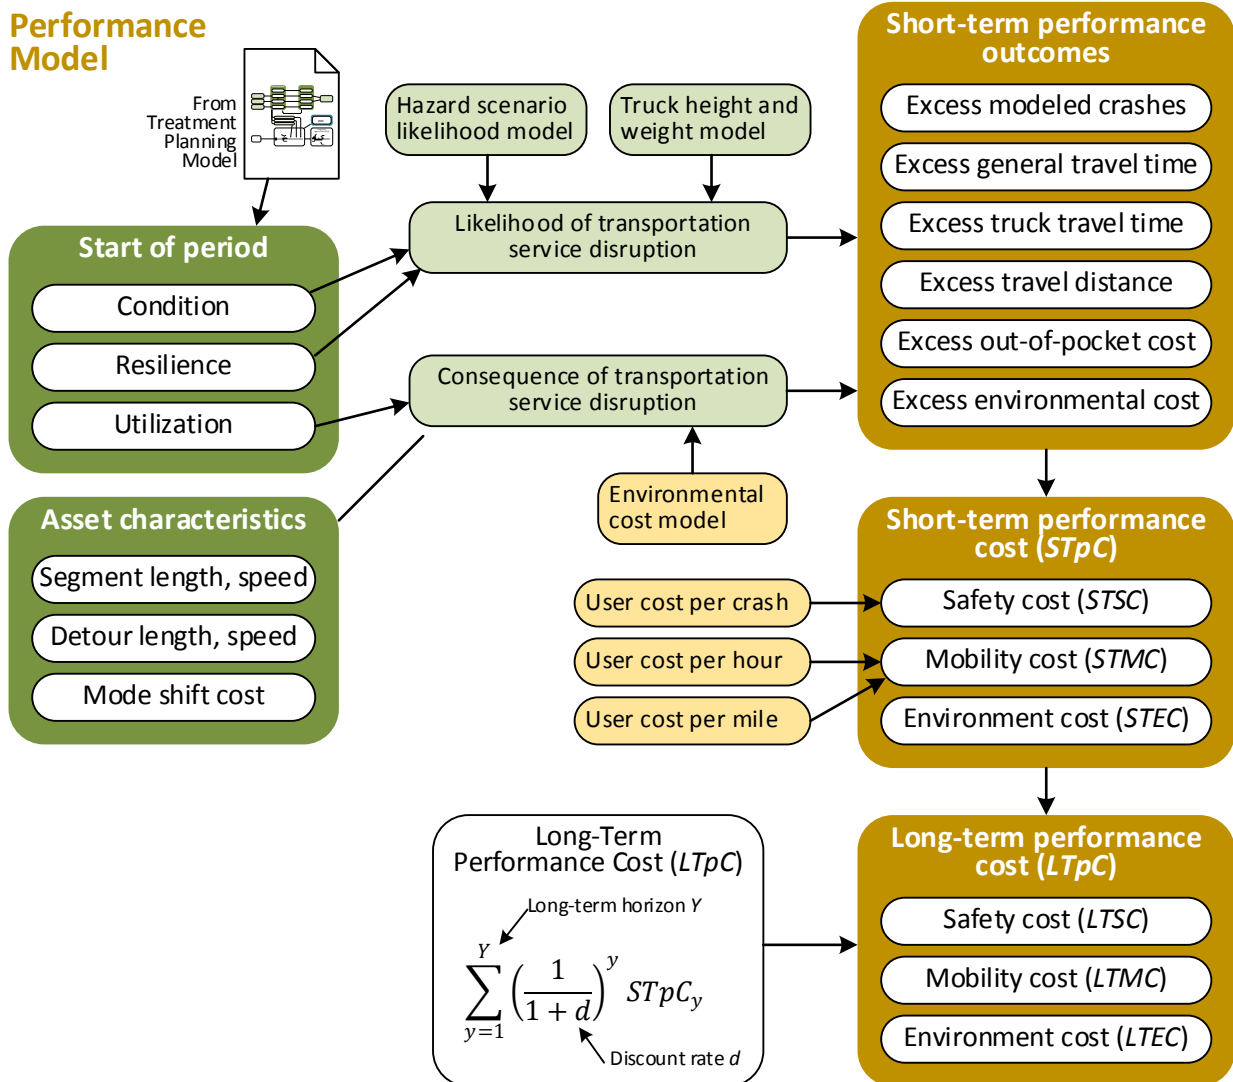 Performance
Model
From
Treatment
Planning
Model
Hazard scenario
likelihood model
Truck height and
weight model
Likelihood of transportation
service disruption
Start of period
Condition
Resilience
Utilization
Consequence of transportation
service disruption
Environmental
cost model
Asset characteristics
Segment length, speed
Detour length, speed
Mode shift cost
Short-term performance
outcomes
Excess modeled crashes
Excess general travel time
Excess truck travel time
Excess travel distance
Excess out-of-pocket cost
Excess environmental cost
User cost per crash
User cost per hour
User cost per mile
Short-term performance
cost (STpC)
Safety cost (STSC)
Mobility cost (STMC)
Environment cost (STEC)
Long-Term
Performance Cost (LTpC)
Long-term horizon Y
Y
∑ (1 / (1 + d))^y STpC_y
y=1
Discount rate d
Long-term performance
cost (LTpC)
Safety cost (LTSC)
Mobility cost (LTMC)
Environment cost (LTEC)